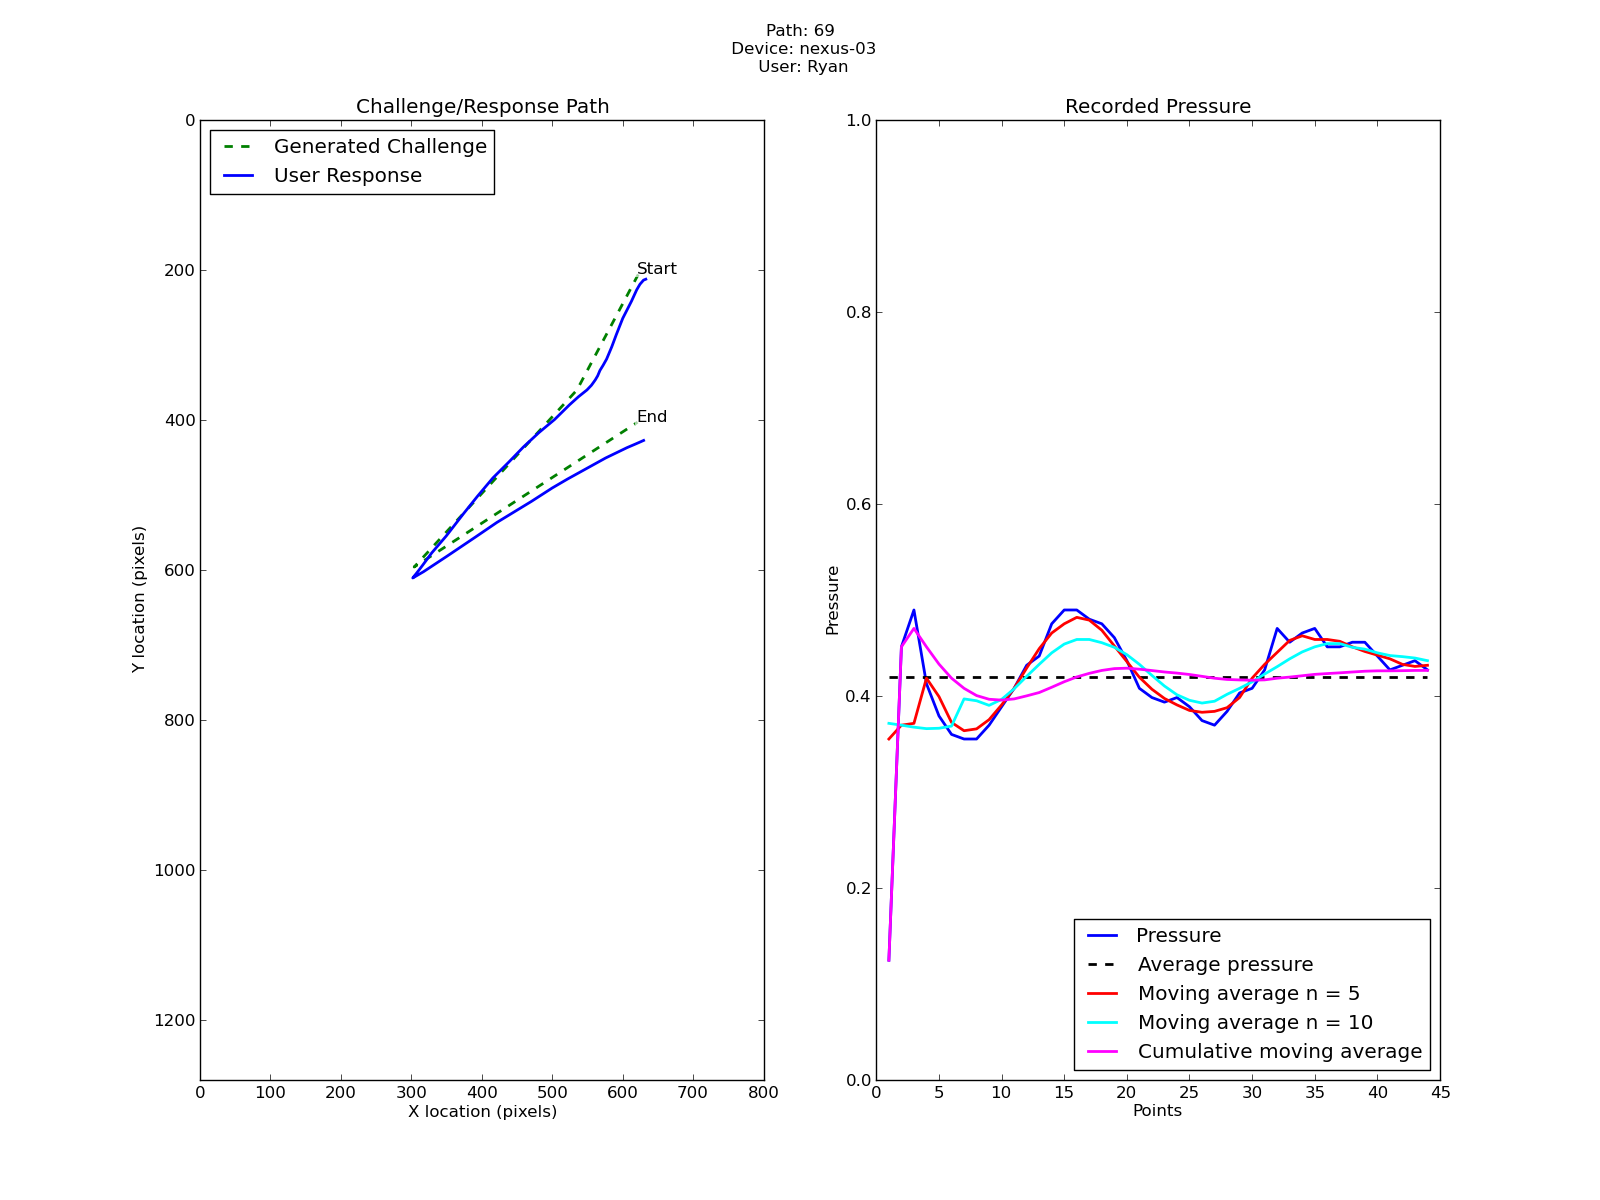 Path: 69
Device: nexus-03
User: Ryan
Challenge/Response Path
Generated Challenge
User Response
Start
End
0
200
400
600
800
1000
1200
Y location (pixels)
0 100 200 300 400 500 600 700 800
X location (pixels)
Recorded Pressure
1.0
0.8
0.6
0.4
0.2
0.0
Pressure
Pressure
Average pressure
Moving average n = 5
Moving average n = 10
Cumulative moving average
0 5 10 15 20 25 30 35 40 45
Points